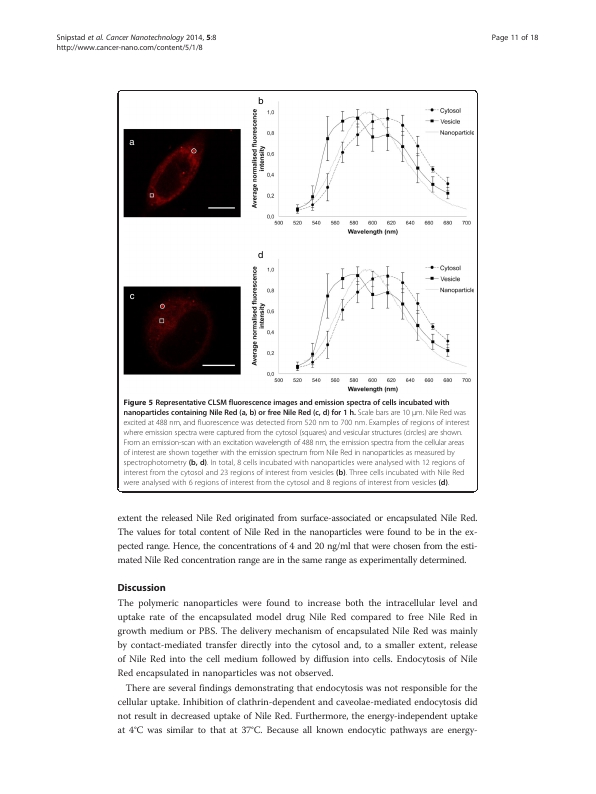 Snipstad et al. Cancer Nanotechnology 2014, 5:8
Page 11 of 18
http://www.cancer-nano.com/content/5/1/8
a
b
Average normalised fluorescence
intensity
1,0
0,8
0,6
0,4
0,2
0,0
500 520 540 560 580 600 620 640 660 680 700
Wavelength (nm)
Cytosol
Vesicle
Nanoparticle
c
d
Average normalised fluorescence
intensity
1,0
0,8
0,6
0,4
0,2
0,0
500 520 540 560 580 600 620 640 660 680 700
Wavelength (nm)
Cytosol
Vesicle
Nanoparticle
Figure 5 Representative CLSM fluorescence images and emission spectra of cells incubated with
nanoparticles containing Nile Red (a, b) or free Nile Red (c, d) for 1 h. Scale bars are 10 μm. Nile Red was
excited at 488 nm, and fluorescence was detected from 520 nm to 700 nm. Examples of regions of interest
where emission spectra were captured from the cytosol (squares) and vesicular structures (circles) are shown.
From an emission-scan with an excitation wavelength of 488 nm, the emission spectra from the cellular areas
of interest are shown together with the emission spectrum from Nile Red in nanoparticles as measured by
spectrophotometry (b, d). In total, 8 cells incubated with nanoparticles were analysed with 12 regions of
interest from the cytosol and 23 regions of interest from vesicles (b). Three cells incubated with Nile Red
were analysed with 6 regions of interest from the cytosol and 8 regions of interest from vesicles (d).
extent the released Nile Red originated from surface-associated or encapsulated Nile Red.
The values for total content of Nile Red in the nanoparticles were found to be in the ex-
pected range. Hence, the concentrations of 4 and 20 ng/ml that were chosen from the esti-
mated Nile Red concentration range are in the same range as experimentally determined.
Discussion
The polymeric nanoparticles were found to increase both the intracellular level and
uptake rate of the encapsulated model drug Nile Red compared to free Nile Red in
growth medium or PBS. The delivery mechanism of encapsulated Nile Red was mainly
by contact-mediated transfer directly into the cytosol and, to a smaller extent, release
of Nile Red into the cell medium followed by diffusion into cells. Endocytosis of Nile
Red encapsulated in nanoparticles was not observed.
There are several findings demonstrating that endocytosis was not responsible for the
cellular uptake. Inhibition of clathrin-dependent and caveolae-mediated endocytosis did
not result in decreased uptake of Nile Red. Furthermore, the energy-independent uptake
at 4°C was similar to that at 37°C. Because all known endocytic pathways are energy-